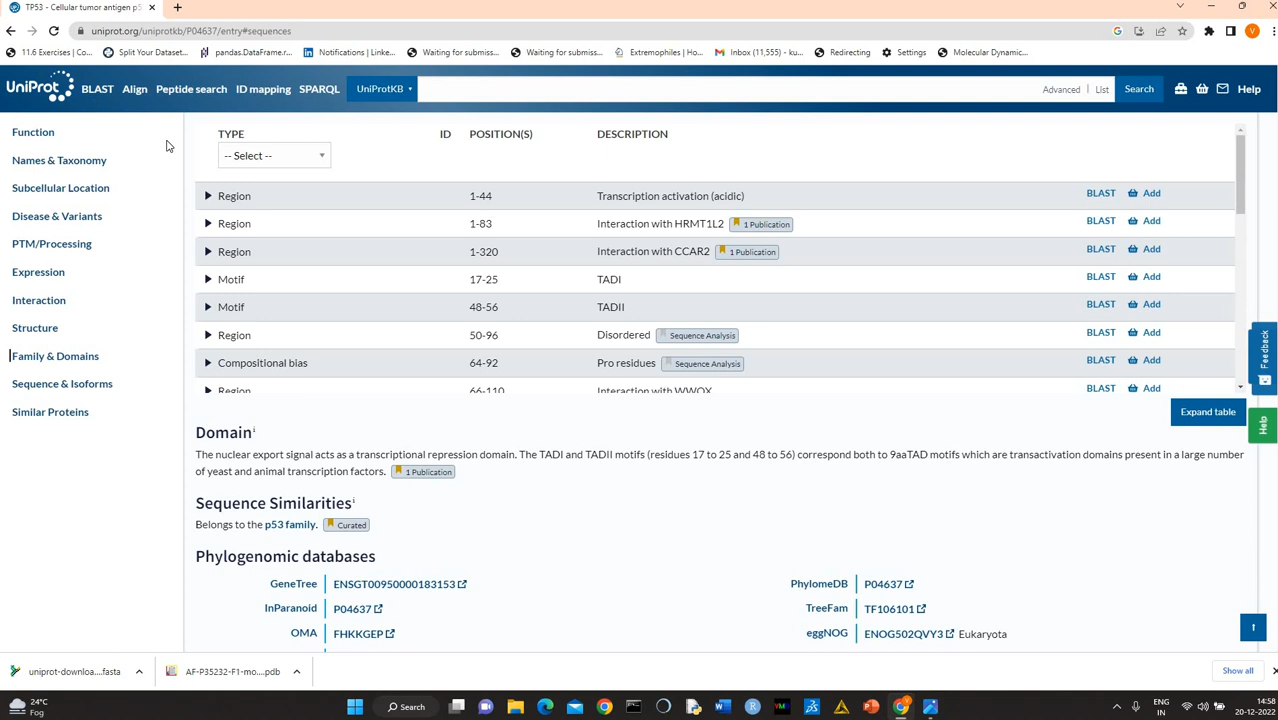 TP53 - Cellular tumor antigen p5
uniprot.org/uniprotkb/P04637/entry#sequences
11.6 Exercises | Co... Split Your Dataset... pandas.DataFrame.r... Notifications | Linke... Waiting for submiss... Waiting for submiss... Extremophiles | Ho... Inbox (11,555) - ku... Redirecting Settings Molecular Dynamic...
UniProt BLAST Align Peptide search ID mapping SPARQL UniProtKB Advanced | List Search Help
Function
Names & Taxonomy
Subcellular Location
Disease & Variants
PTM/Processing
Expression
Interaction
Structure
Family & Domains
Sequence & Isoforms
Similar Proteins
TYPE ID POSITION(S) DESCRIPTION
-- Select --
Region 1-44 Transcription activation (acidic) BLAST Add
Region 1-83 Interaction with HRMT1L2 1 Publication BLAST Add
Region 1-320 Interaction with CCAR2 1 Publication BLAST Add
Motif 17-25 TADI BLAST Add
Motif 48-56 TADII BLAST Add
Region 50-96 Disordered Sequence Analysis BLAST Add
Compositional bias 64-92 Pro residues Sequence Analysis BLAST Add
Region 66-110 Interaction with WWOX BLAST Add
Expand table
Feedback
Help
Domain i
The nuclear export signal acts as a transcriptional repression domain. The TADI and TADII motifs (residues 17 to 25 and 48 to 56) correspond both to 9aaTAD motifs which are transactivation domains present in a large number
of yeast and animal transcription factors. 1 Publication
Sequence Similarities i
Belongs to the p53 family. Curated
Phylogenomic databases
GeneTree ENSGT00950000183153 PhylomeDB P04637
InParanoid P04637 TreeFam TF106101
OMA FHKKGEP eggNOG ENOG502QVY3 Eukaryota
uniprot-downloa....fasta AF-P35232-F1-mo....pdb Show all
24°C
Fog
Search
ENG
IN
14:58
20-12-2022